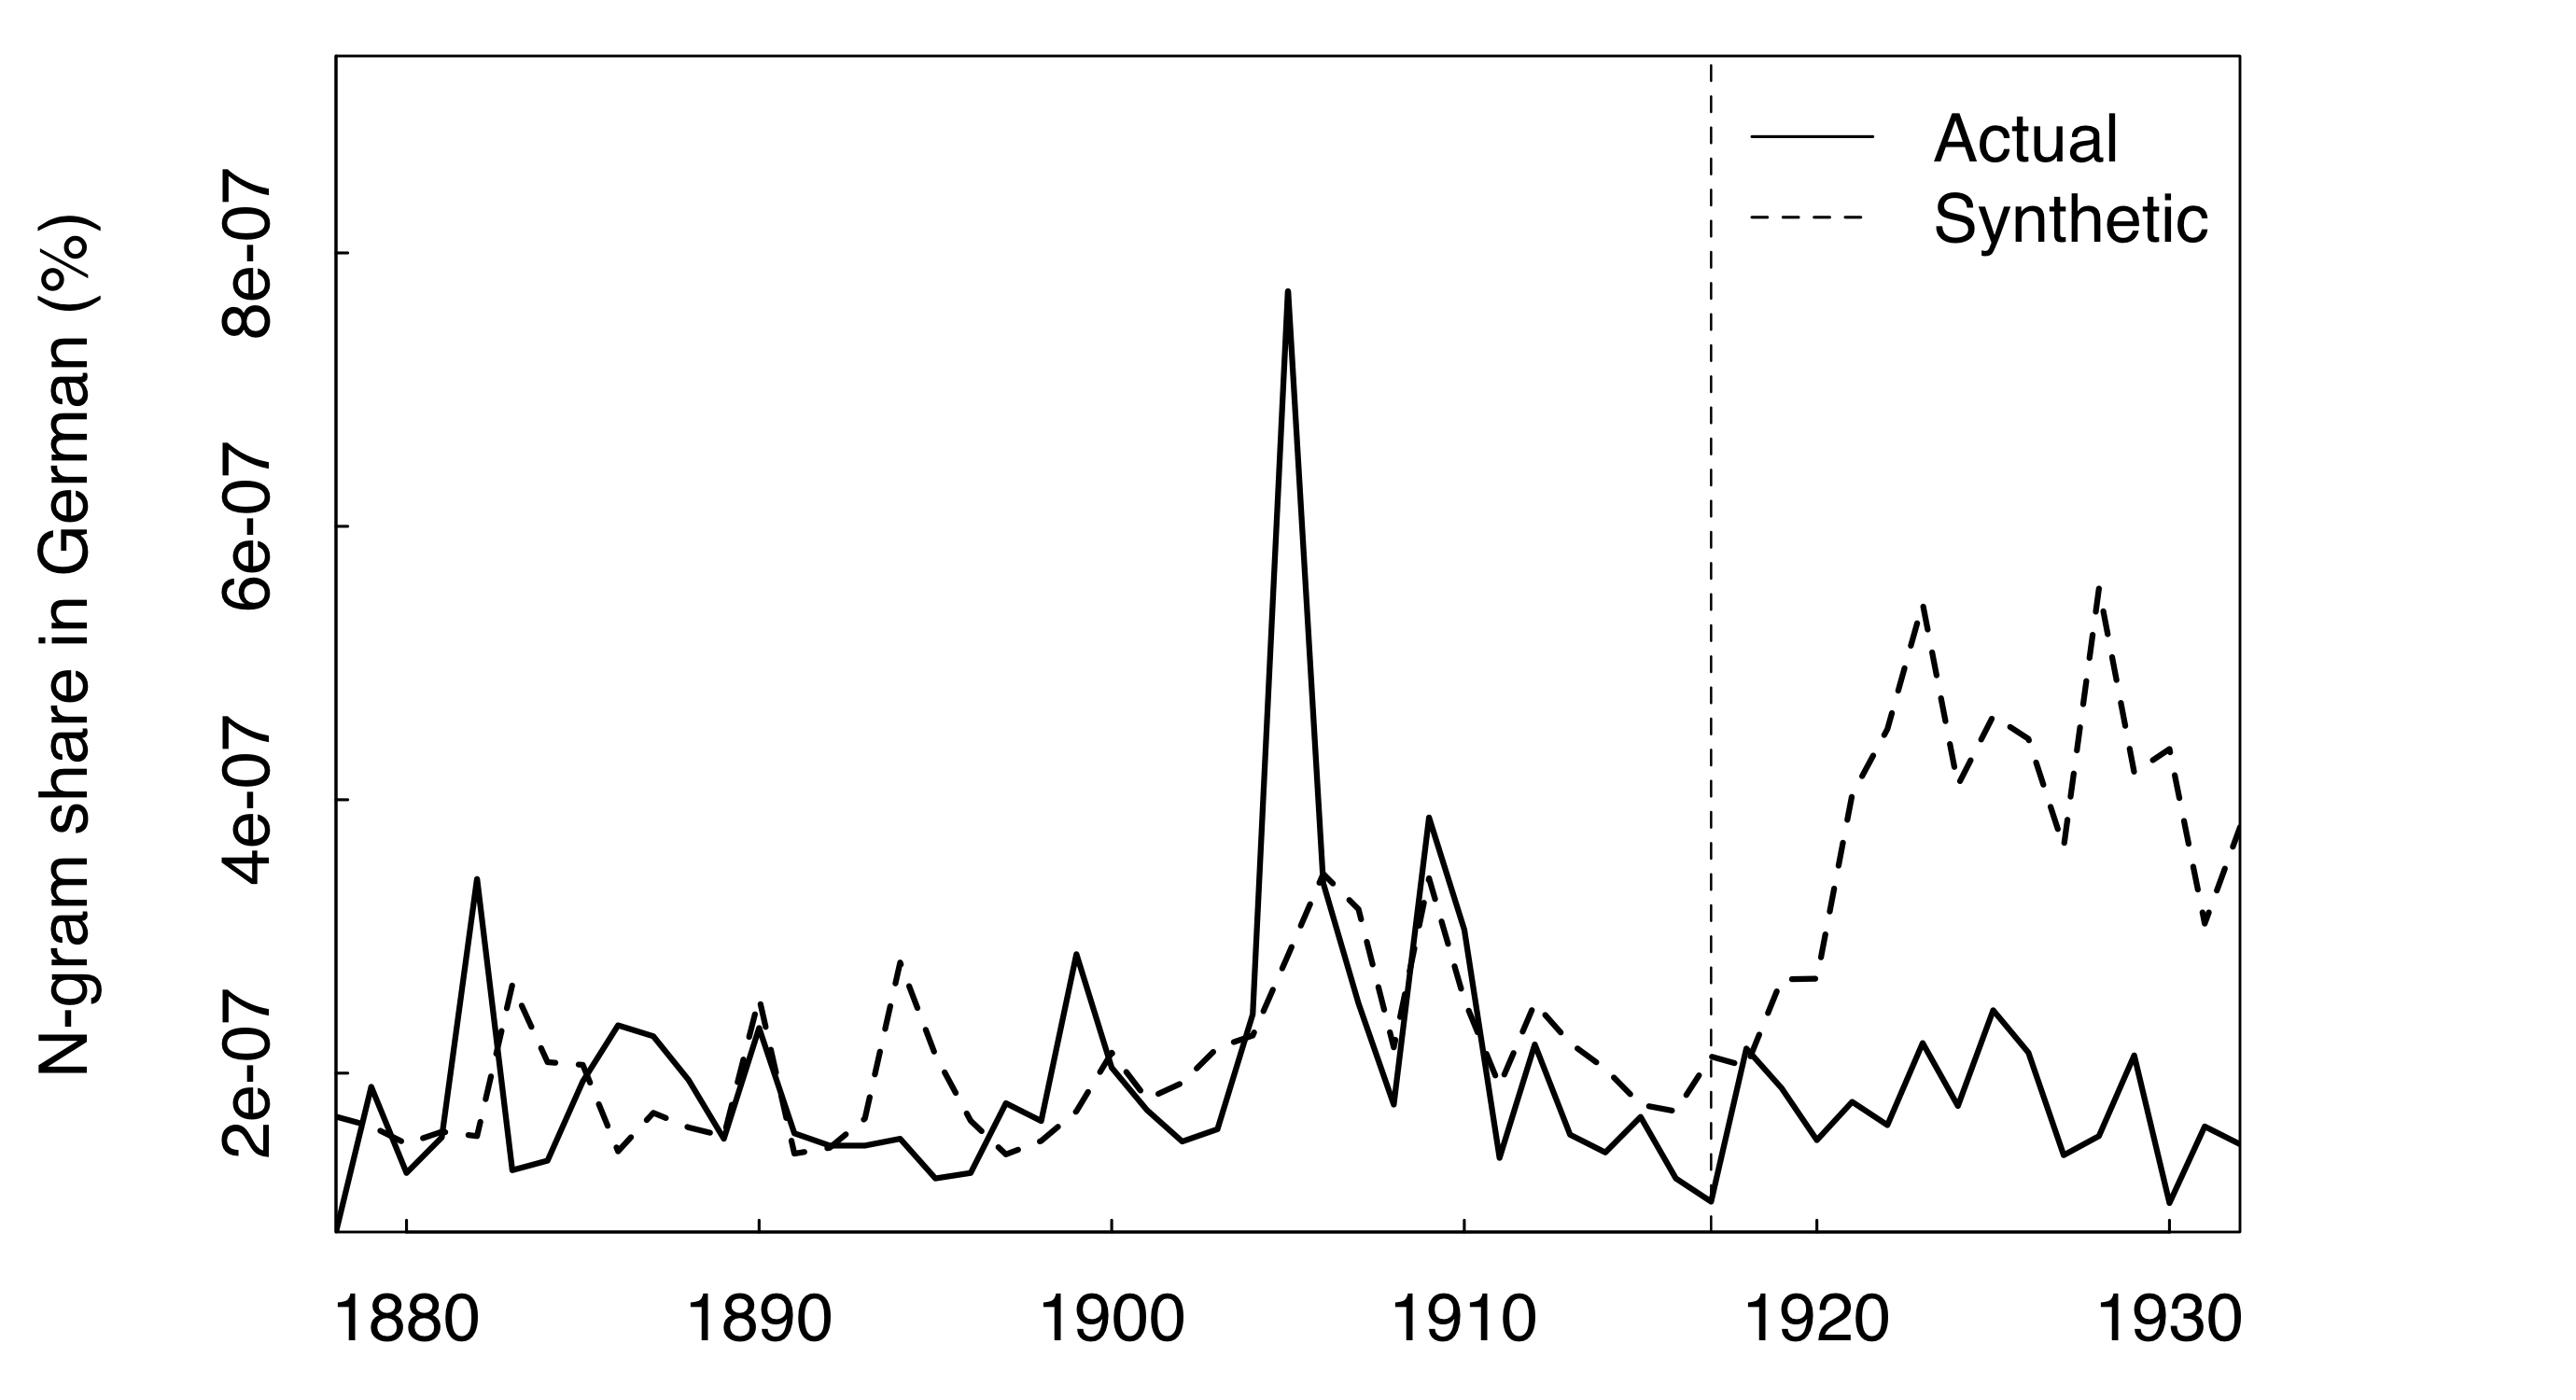 N-gram share in German (%)
8e-07
6e-07
4e-07
2e-07
Actual
Synthetic
1880 1890 1900 1910 1920 1930